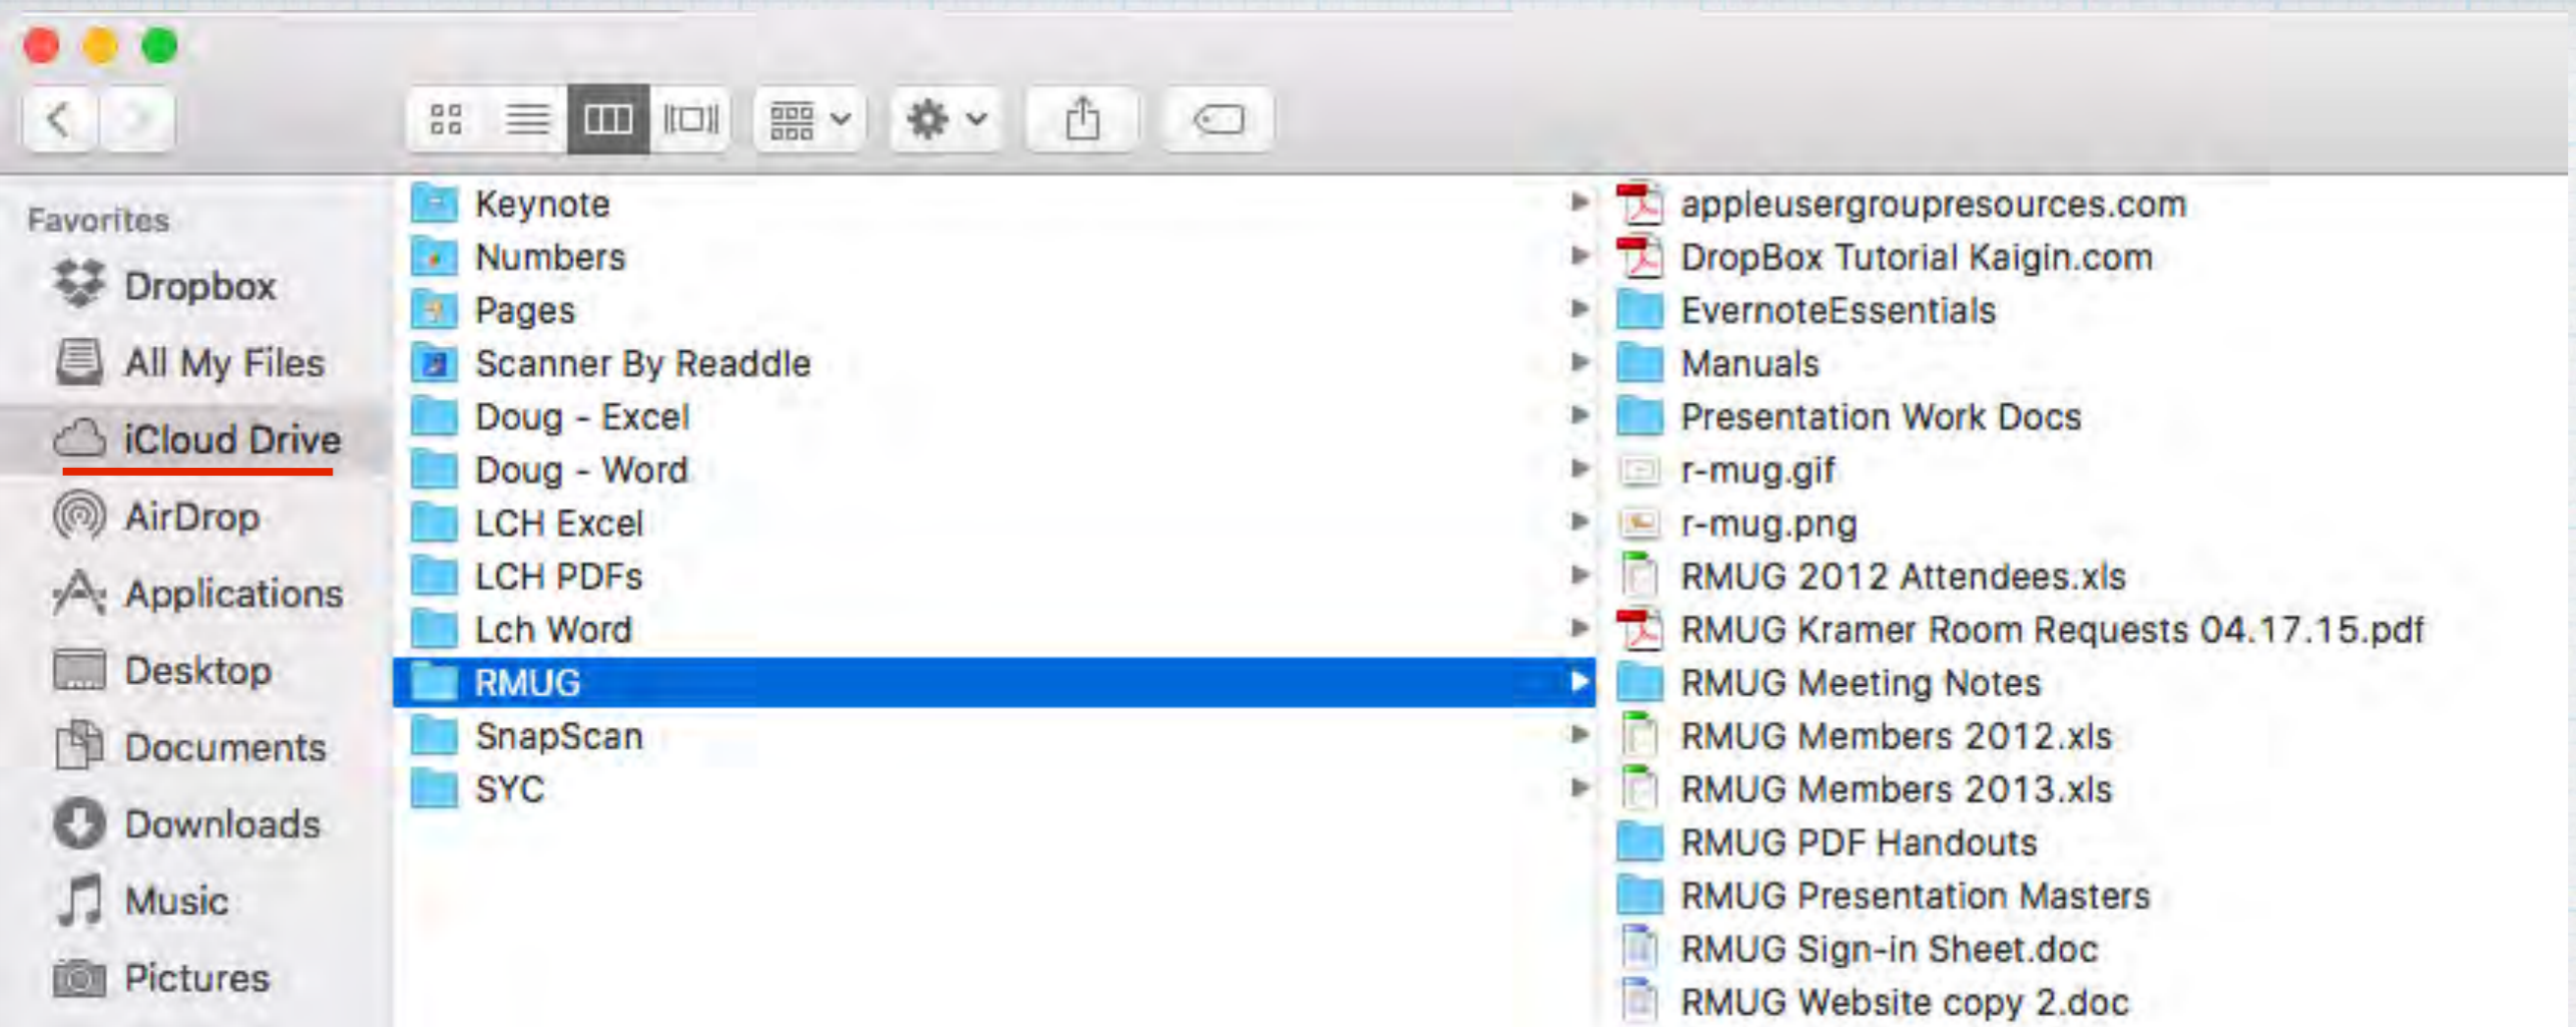 Favorites
Dropbox
All My Files
iCloud Drive
AirDrop
Applications
Desktop
Documents
Downloads
Music
Pictures
Keynote
Numbers
Pages
Scanner By Readdle
Doug - Excel
Doug - Word
LCH Excel
LCH PDFs
Lch Word
RMUG
SnapScan
SYC
appleusergroupresources.com
DropBox Tutorial Kaigin.com
EvernoteEssentials
Manuals
Presentation Work Docs
r-mug.gif
r-mug.png
RMUG 2012 Attendees.xls
RMUG Kramer Room Requests 04.17.15.pdf
RMUG Meeting Notes
RMUG Members 2012.xls
RMUG Members 2013.xls
RMUG PDF Handouts
RMUG Presentation Masters
RMUG Sign-in Sheet.doc
RMUG Website copy 2.doc